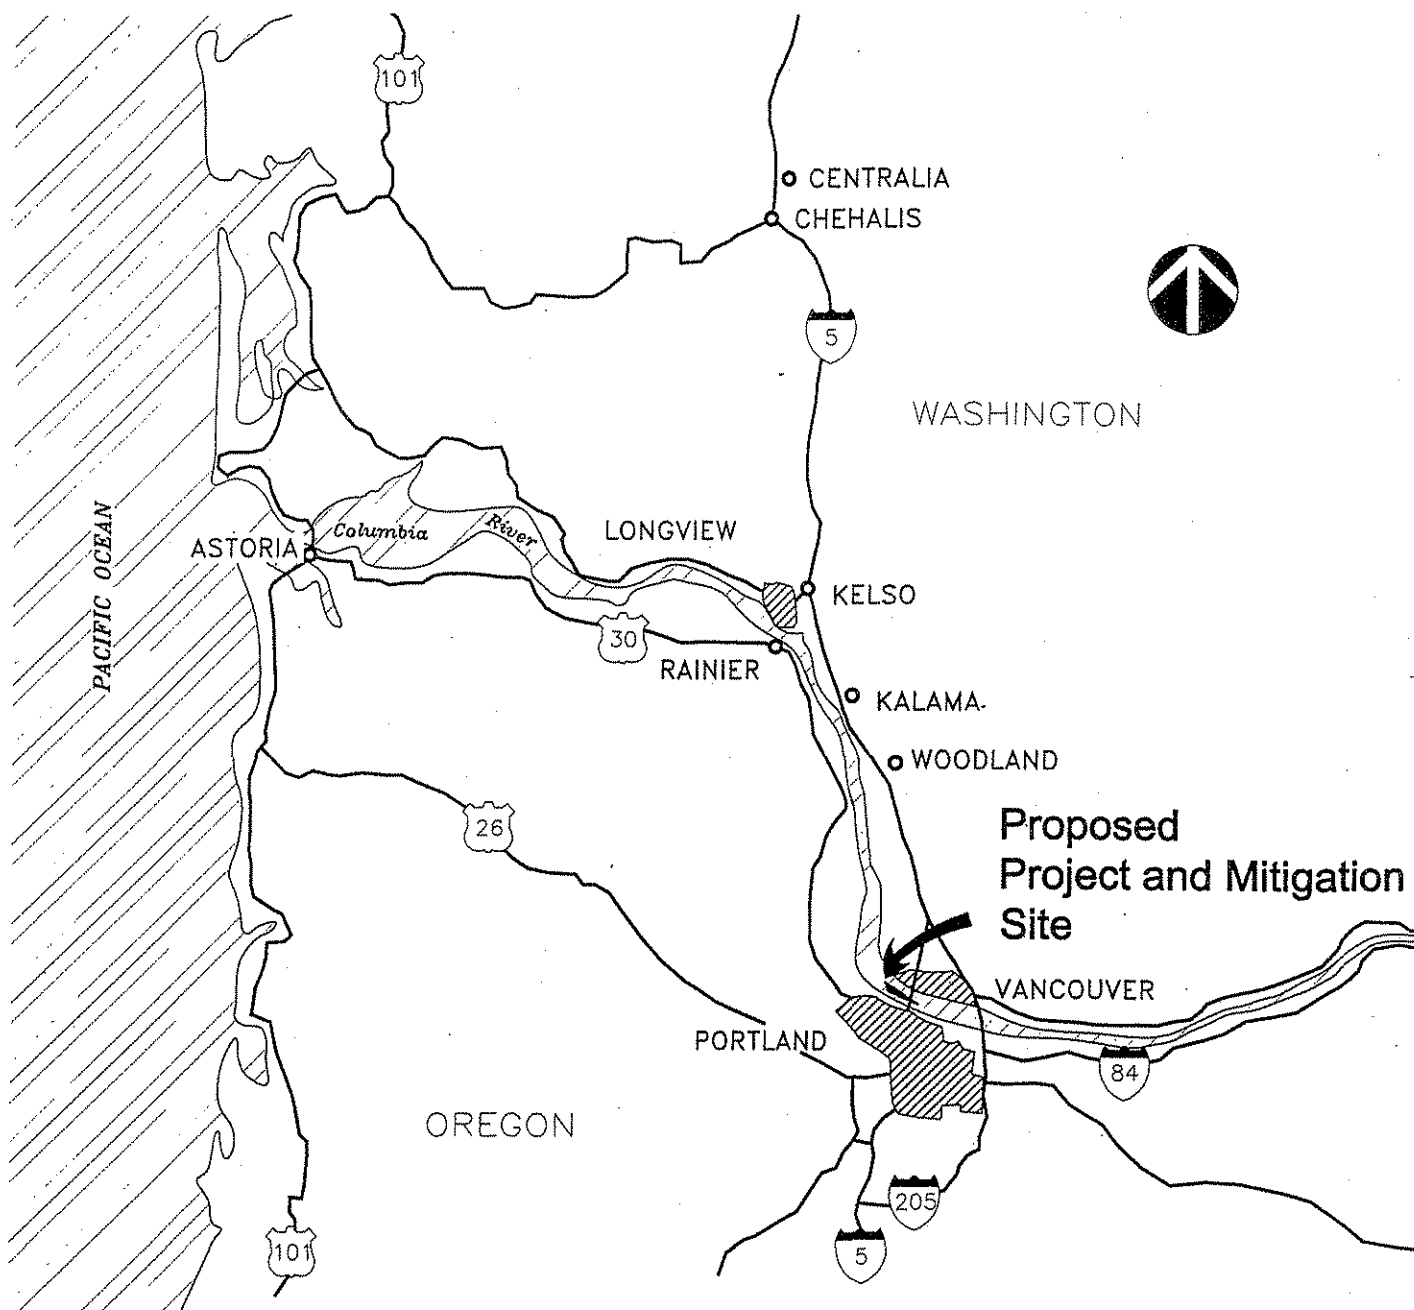 101
CENTRALIA
CHEHALIS
5
WASHINGTON
PACIFIC OCEAN
ASTORIA
Columbia River
LONGVIEW
KELSO
30
RAINIER
KALAMA
WOODLAND
26
Proposed
Project and Mitigation
Site
VANCOUVER
PORTLAND
84
OREGON
205
101
5